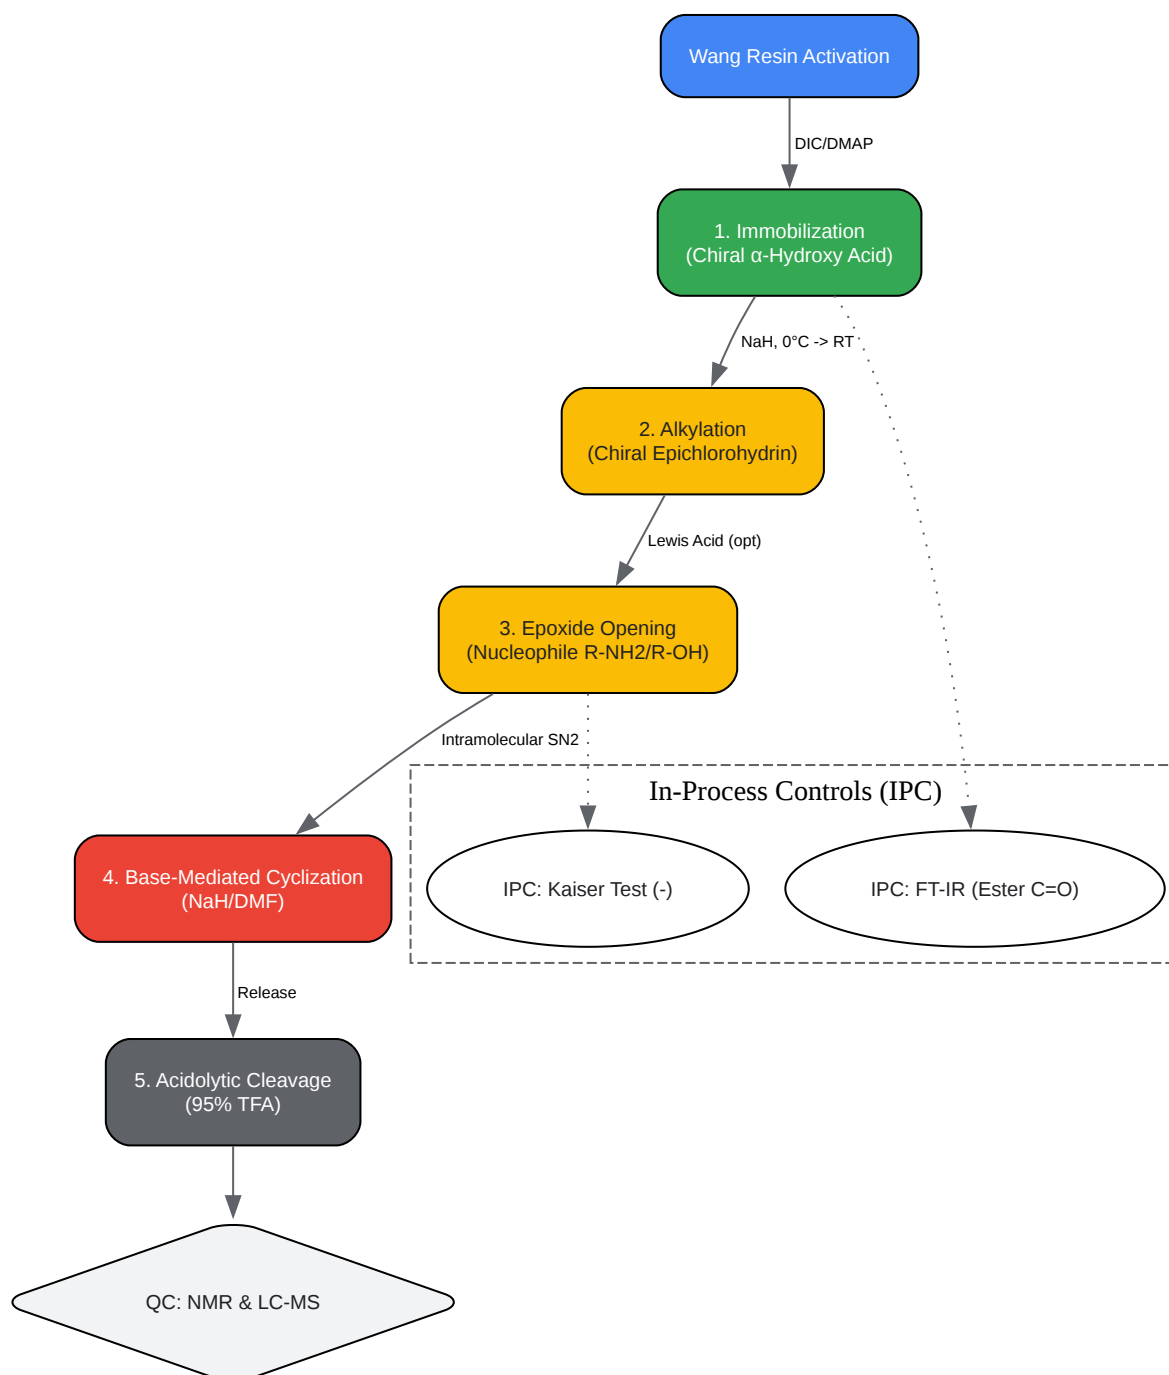 Wang Resin Activation
DIC/DMAP
1. Immobilization
(Chiral α-Hydroxy Acid)
NaH, 0°C -> RT
2. Alkylation
(Chiral Epichlorohydrin)
Lewis Acid (opt)
3. Epoxide Opening
(Nucleophile R-NH2/R-OH)
Intramolecular SN2
In-Process Controls (IPC)
4. Base-Mediated Cyclization
(NaH/DMF)
IPC: Kaiser Test (-)
IPC: FT-IR (Ester C=O)
Release
5. Acidolytic Cleavage
(95% TFA)
QC: NMR & LC-MS